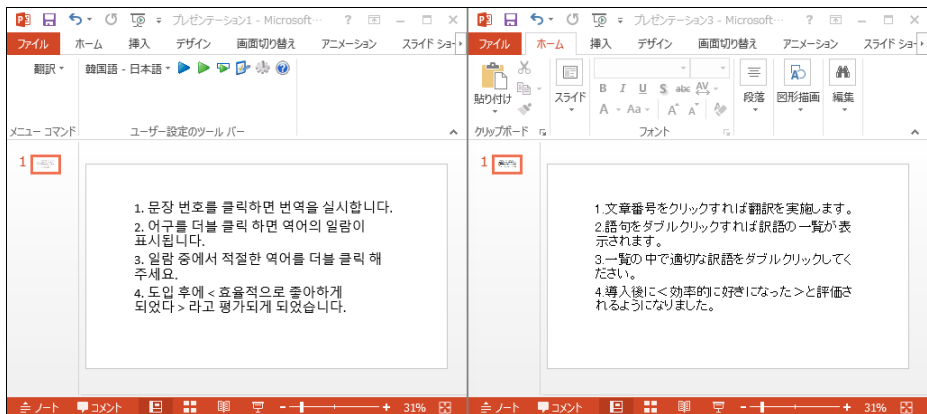 プレゼンテーション1 - Microsoft...
ファイル ホーム 挿入 デザイン 画面切り替え アニメーション スライド ショー
翻訳 韓国語 - 日本語
メニュー コマンド ユーザー設定のツール バー
1
1. 문장 번호를 클릭하면 번역을 실시합니다.
2. 어구를 더블 클릭 하면 역어의 일람이
표시됩니다.
3. 일람 중에서 적절한 역어를 더블 클릭 해
주세요.
4. 도입 후에 < 효율적으로 좋아하게
되었다 > 라고 평가되게 되었습니다.
ノート コメント 31%
プレゼンテーション3 - Microsoft...
ファイル ホーム 挿入 デザイン 画面切り替え アニメーション スライド ショー
貼り付け スライド B I U S abc AV 段落 図形描画 編集
A Aa A A
クリップボード フォント
1
1.文章番号をクリックすれば翻訳を実施します。
2.語句をダブルクリックすれば訳語の一覧が表
示されます。
3.一覧の中で適切な訳語をダブルクリックしてく
ださい。
4.導入後に<効率的に好きになった>と評価さ
れるようになりました。
ノート コメント 31%